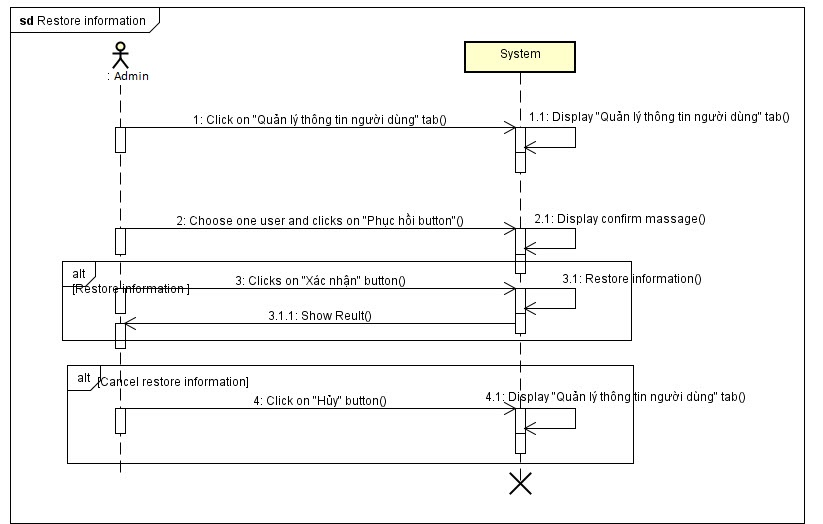 sd Restore information
: Admin
System
1: Click on "Quản lý thông tin người dùng" tab()
1.1: Display "Quản lý thông tin người dùng" tab()
2: Choose one user and clicks on "Phục hồi button"()
2.1: Display confirm massage()
alt
[Restore information ]
3: Clicks on "Xác nhận" button()
3.1: Restore information()
3.1.1: Show Reult()
alt
[Cancel restore information]
4: Click on "Hủy" button()
4.1: Display "Quản lý thông tin người dùng" tab()